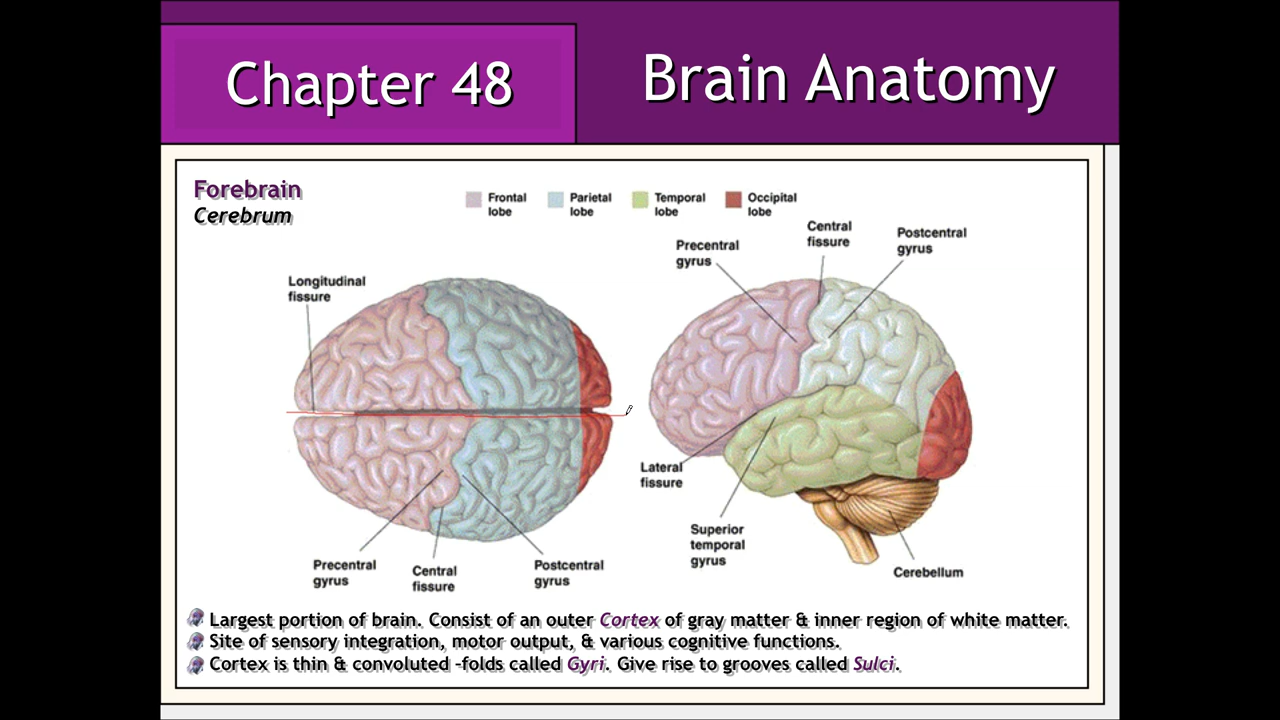 Chapter 48
Brain Anatomy
Forebrain
Cerebrum
Frontal
lobe
Parietal
lobe
Temporal
lobe
Occipital
lobe
Longitudinal
fissure
Precentral
gyrus
Central
fissure
Postcentral
gyrus
Precentral
gyrus
Central
fissure
Postcentral
gyrus
Lateral
fissure
Superior
temporal
gyrus
Cerebellum
Largest portion of brain. Consist of an outer Cortex of gray matter & inner region of white matter.
Site of sensory integration, motor output, & various cognitive functions.
Cortex is thin & convoluted -folds called Gyri. Give rise to grooves called Sulci.